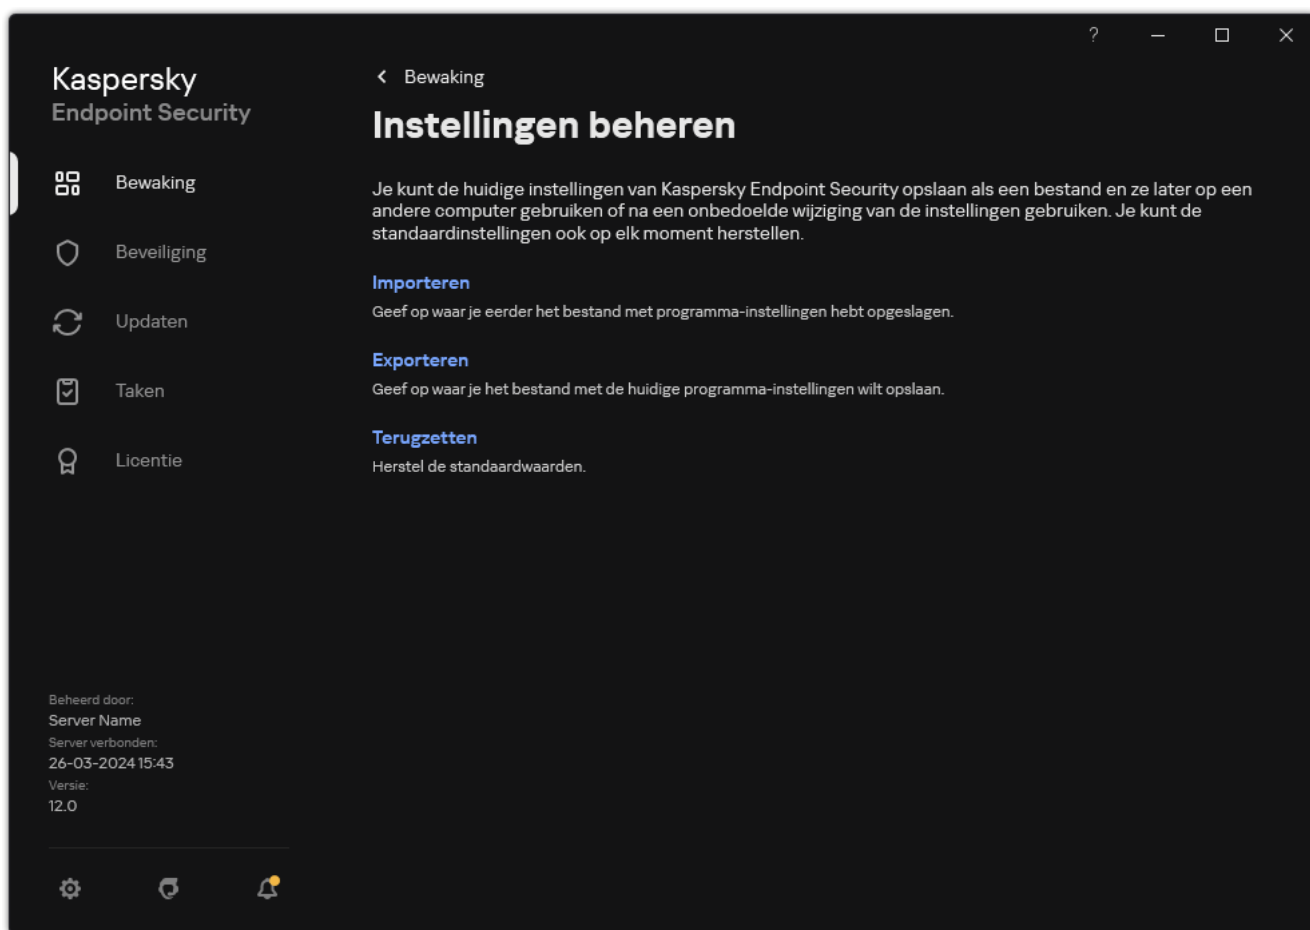 Kaspersky
Endpoint Security
Bewaking
Beveiliging
Updaten
Taken
Licentie
Beheerd door:
Server Name
Server verbonden:
26-03-2024 15:43
Versie:
12.0
?
Bewaking
Instellingen beheren
Je kunt de huidige instellingen van Kaspersky Endpoint Security opslaan als een bestand en ze later op een
andere computer gebruiken of na een onbedoelde wijziging van de instellingen gebruiken. Je kunt de
standaardinstellingen ook op elk moment herstellen.
Importeren
Geef op waar je eerder het bestand met programma-instellingen hebt opgeslagen.
Exporteren
Geef op waar je het bestand met de huidige programma-instellingen wilt opslaan.
Terugzetten
Herstel de standaardwaarden.